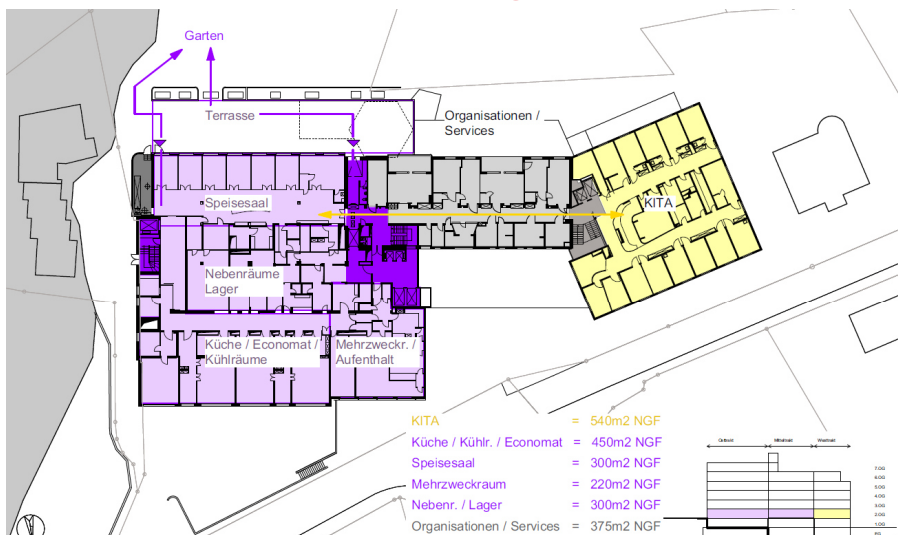 Garten
Terrasse
Organisationen /
Services
Speisesaal
KITA
Nebenräume
Lager
Küche / Economat /
Kühlräume
Mehrzweckr. /
Aufenthalt
KITA = 540m2 NGF
Küche / Kühlr. / Economat = 450m2 NGF
Speisesaal = 300m2 NGF
Mehrzweckraum = 220m2 NGF
Nebenr. / Lager = 300m2 NGF
Organisationen / Services = 375m2 NGF
7.OG
6.OG
5.OG
4.OG
3.OG
2.OG
1.OG
EG